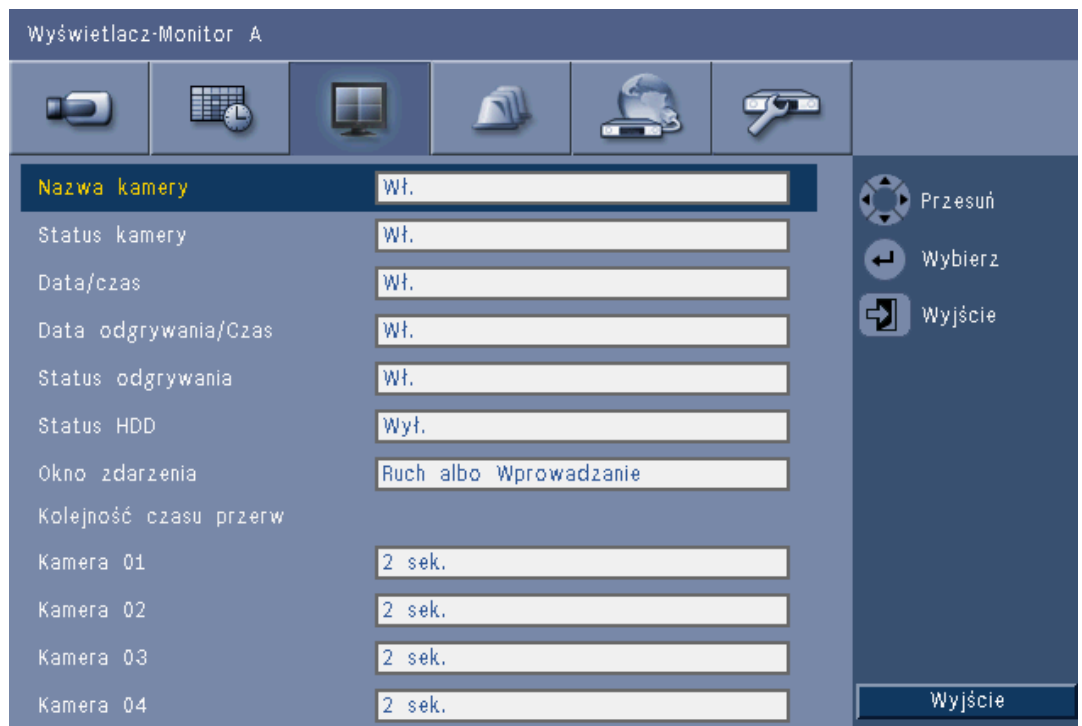 Wyświetlacz-Monitor A
Nazwa kamery Wł.
Status kamery Wł.
Data/czas Wł.
Data odgrywania/Czas Wł.
Status odgrywania Wł.
Status HDD Wył.
Okno zdarzenia Ruch albo Wprowadzanie
Kolejność czasu przerw
Kamera 01 2 sek.
Kamera 02 2 sek.
Kamera 03 2 sek.
Kamera 04 2 sek.
Przesuń
Wybierz
Wyjście
Wyjście